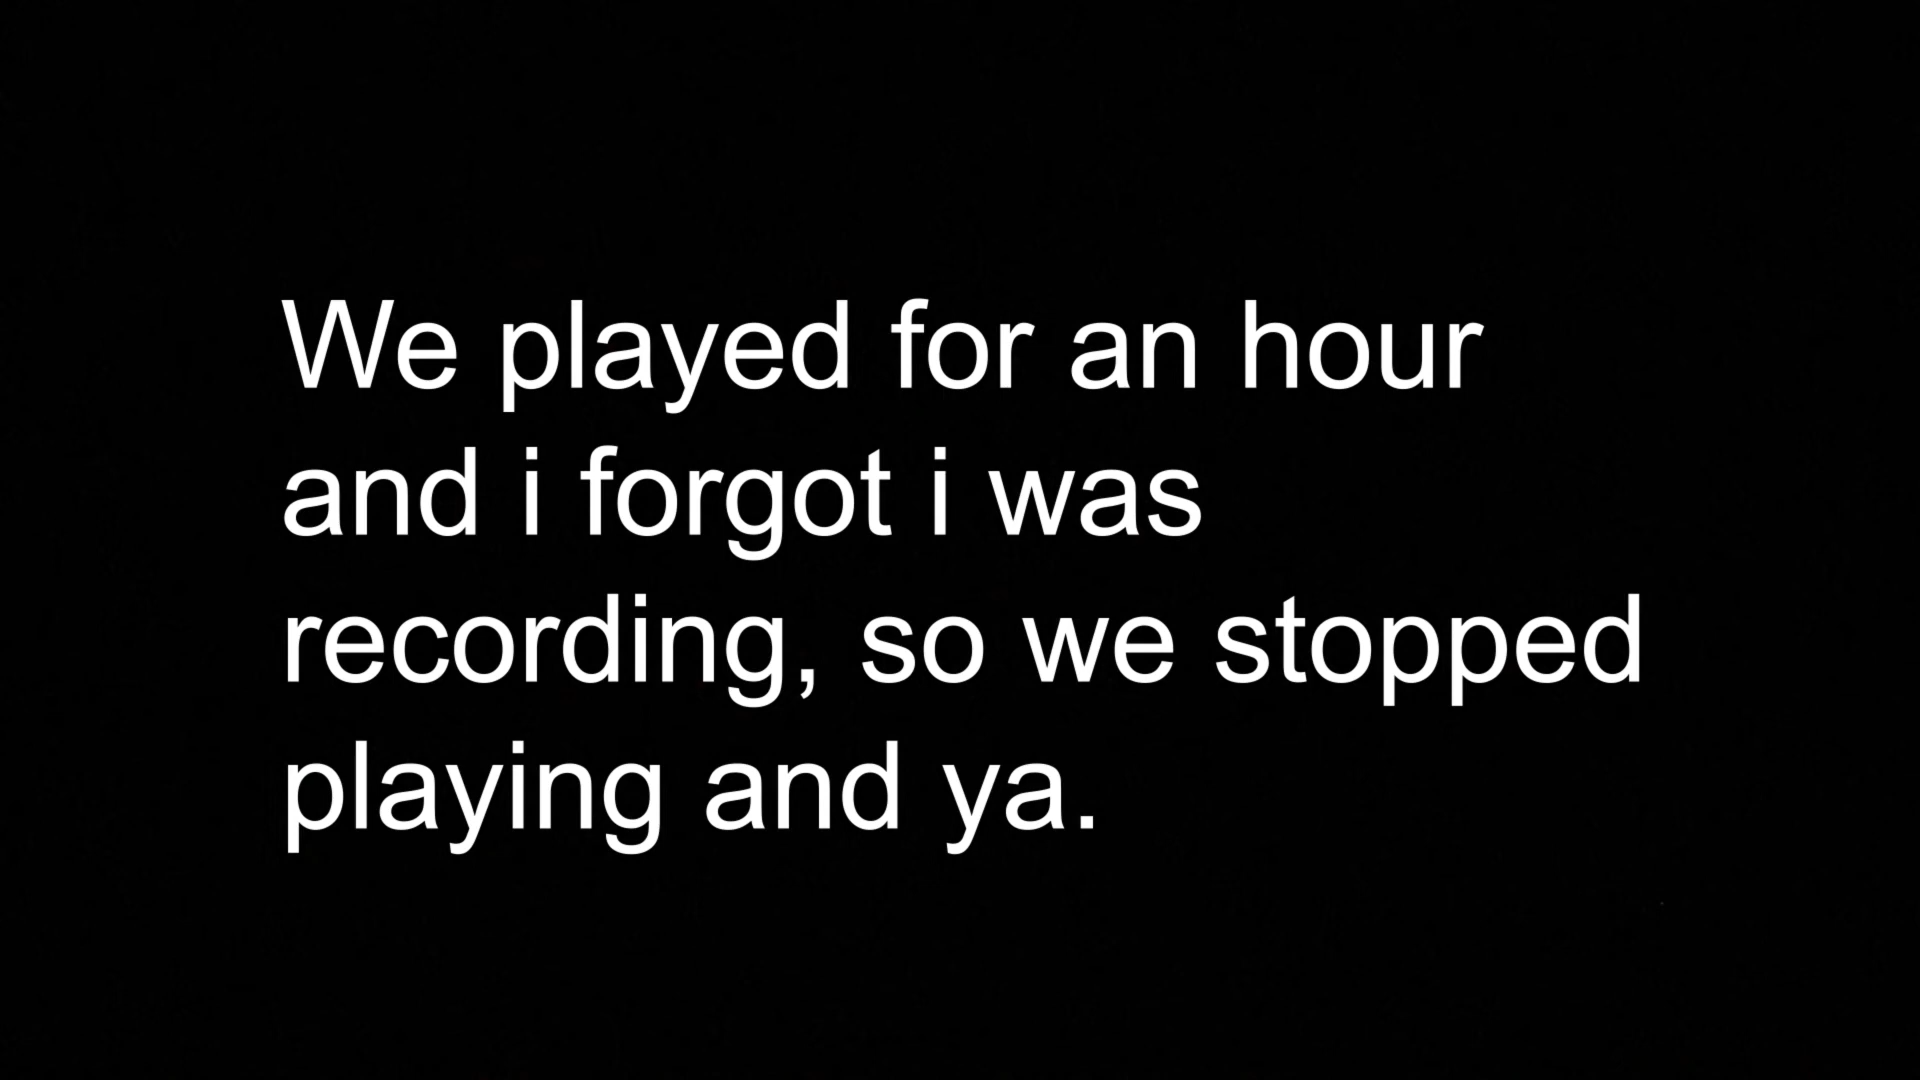 We played for an hour
and i forgot i was
recording, so we stopped
playing and ya.